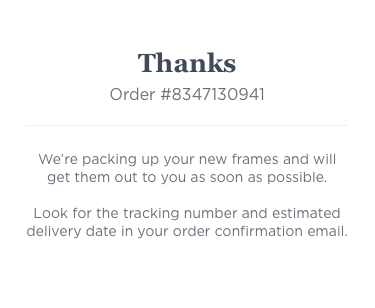 Thanks
Order #8347130941
We’re packing up your new frames and will
get them out to you as soon as possible.
Look for the tracking number and estimated
delivery date in your order confirmation email.